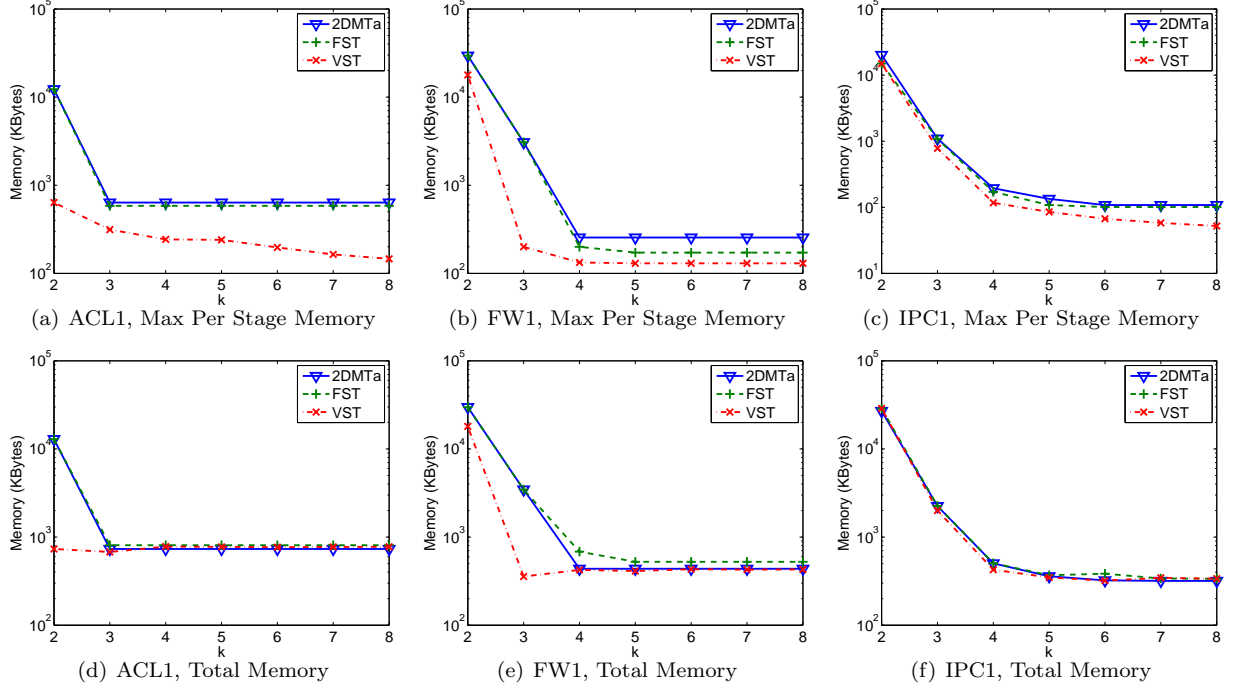 10^5
10^4
10^3
10^2
Memory (KBytes)
2DMTa
FST
VST
2 3 4 5 6 7 8
k
(a) ACL1, Max Per Stage Memory
10^5
10^4
10^3
10^2
Memory (KBytes)
2DMTa
FST
VST
2 3 4 5 6 7 8
k
(b) FW1, Max Per Stage Memory
10^5
10^4
10^3
10^2
10^1
Memory (KBytes)
2DMTa
FST
VST
2 3 4 5 6 7 8
k
(c) IPC1, Max Per Stage Memory
10^5
10^4
10^3
10^2
Memory (KBytes)
2DMTa
FST
VST
2 3 4 5 6 7 8
k
(d) ACL1, Total Memory
10^5
10^4
10^3
10^2
Memory (KBytes)
2DMTa
FST
VST
2 3 4 5 6 7 8
k
(e) FW1, Total Memory
10^5
10^4
10^3
10^2
Memory (KBytes)
2DMTa
FST
VST
2 3 4 5 6 7 8
k
(f) IPC1, Total Memory